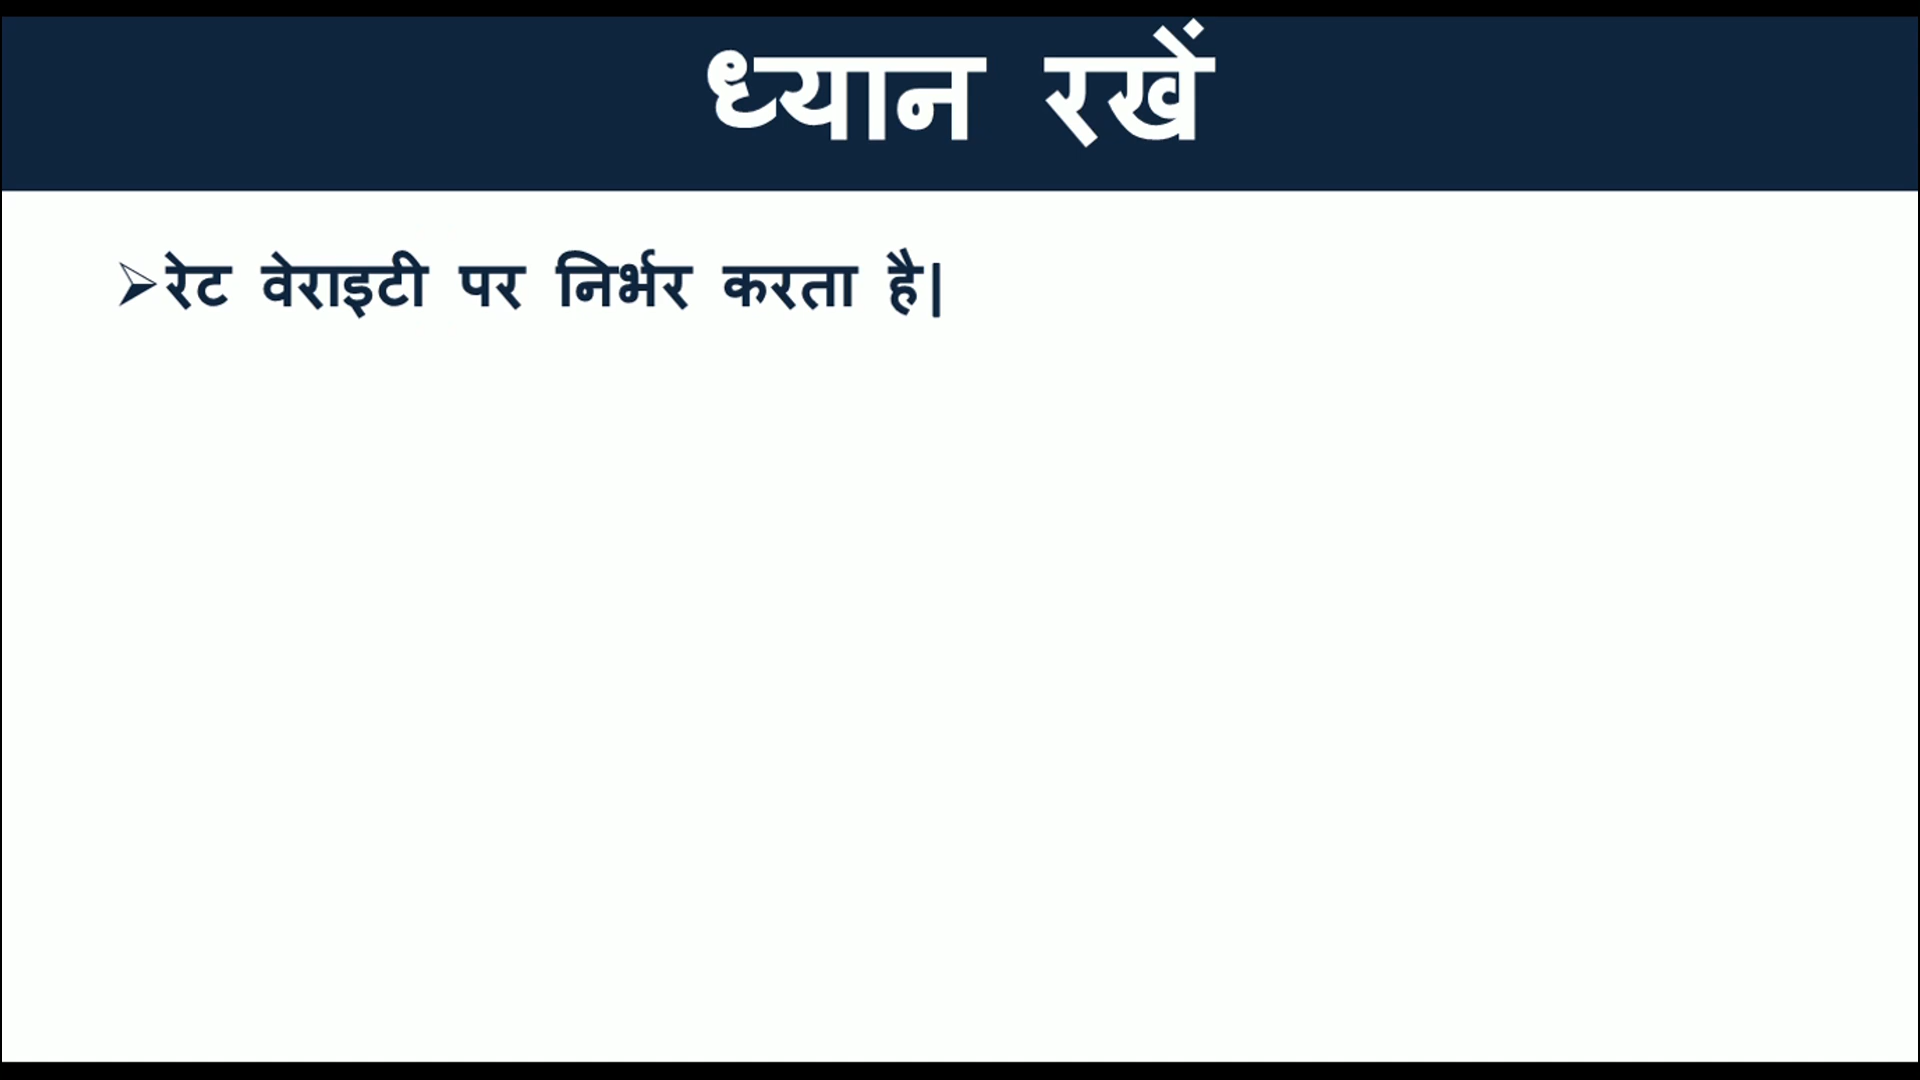 ध्यान रखें
➢रेट वेराइटी पर निर्भर करता है|